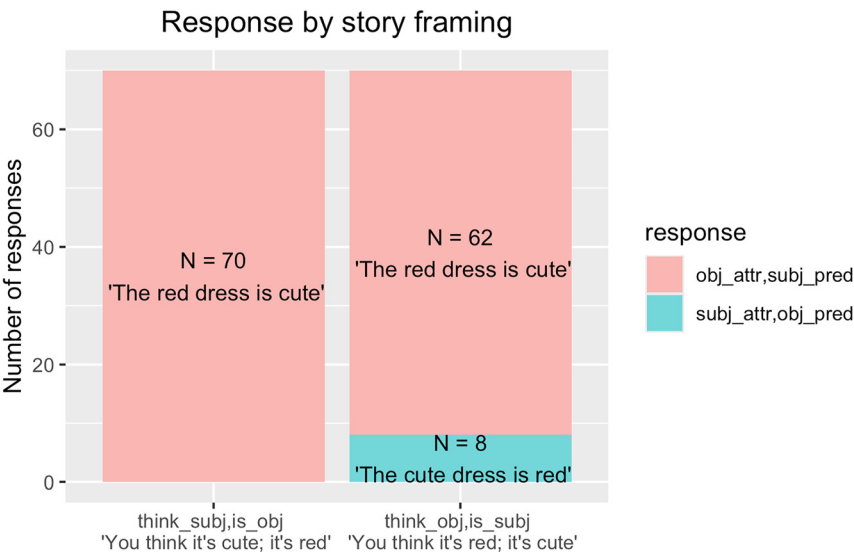 Response by story framing
Number of responses
60
40
20
0
N = 70
'The red dress is cute'
N = 62
'The red dress is cute'
N = 8
'The cute dress is red'
think_subj,is_obj
'You think it's cute; it's red'
think_obj,is_subj
'You think it's red; it's cute'
response
obj_attr,subj_pred
subj_attr,obj_pred